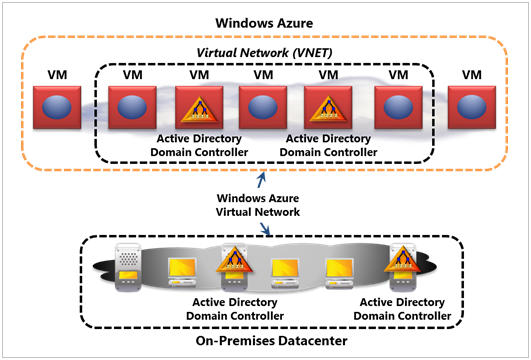 Windows Azure
Virtual Network (VNET)
VM VM VM VM VM VM VM
Active Directory
Domain Controller
Active Directory
Domain Controller
Windows Azure
Virtual Network
Active Directory
Domain Controller
Active Directory
Domain Controller
On-Premises Datacenter